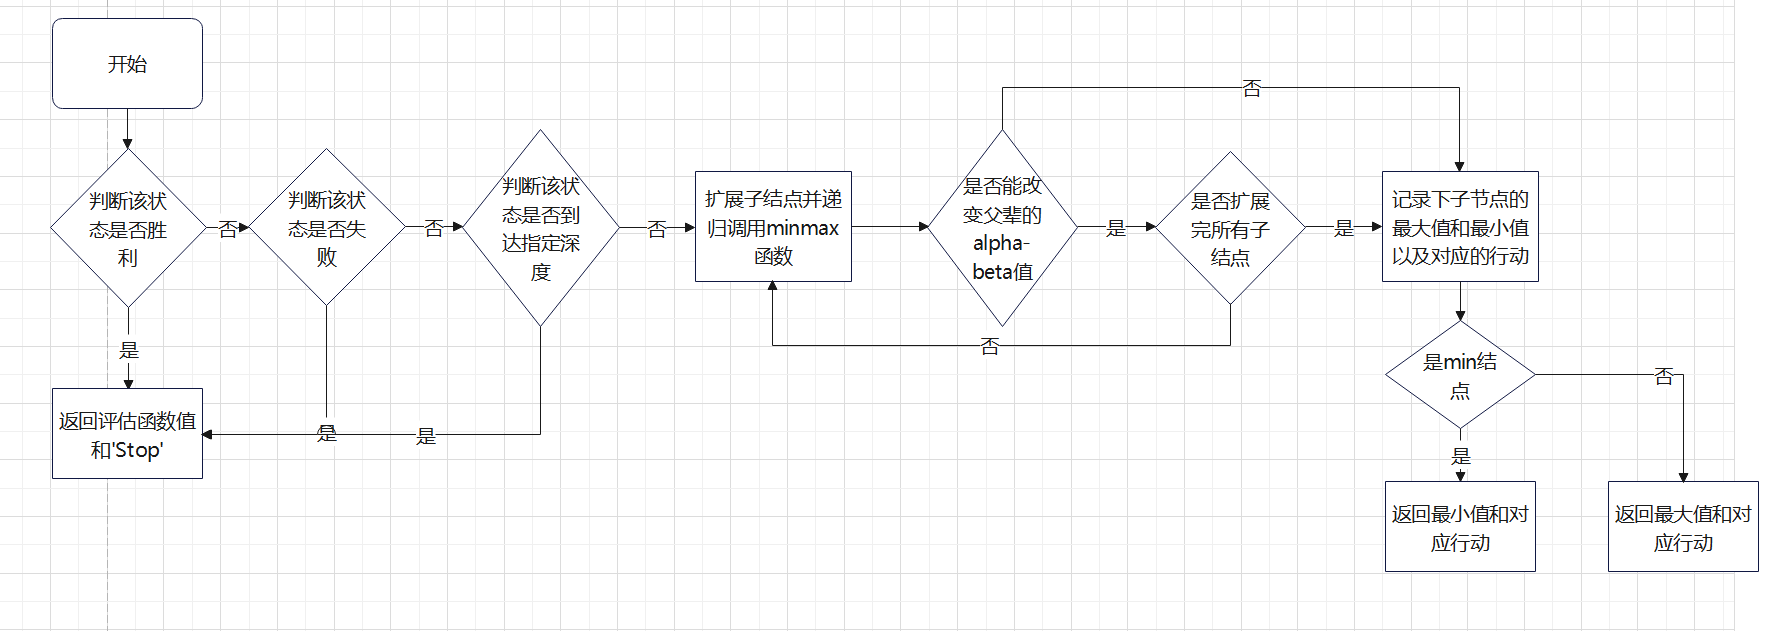 开始
判断该状
态是否胜
利
否
判断该状
态是否失
败
否
判断该状
态是否到
达指定深
度
否
扩展子结点并递
归调用minmax
函数
是否能改
变父辈的
alpha-
beta值
否
是
是否扩展
完所有子
结点
是
否
记录下子节点的
最大值和最小值
以及对应的行动
是
是
是
返回评估函数值
和'Stop'
是min结
点
否
是
返回最小值和对
应行动
返回最大值和对
应行动